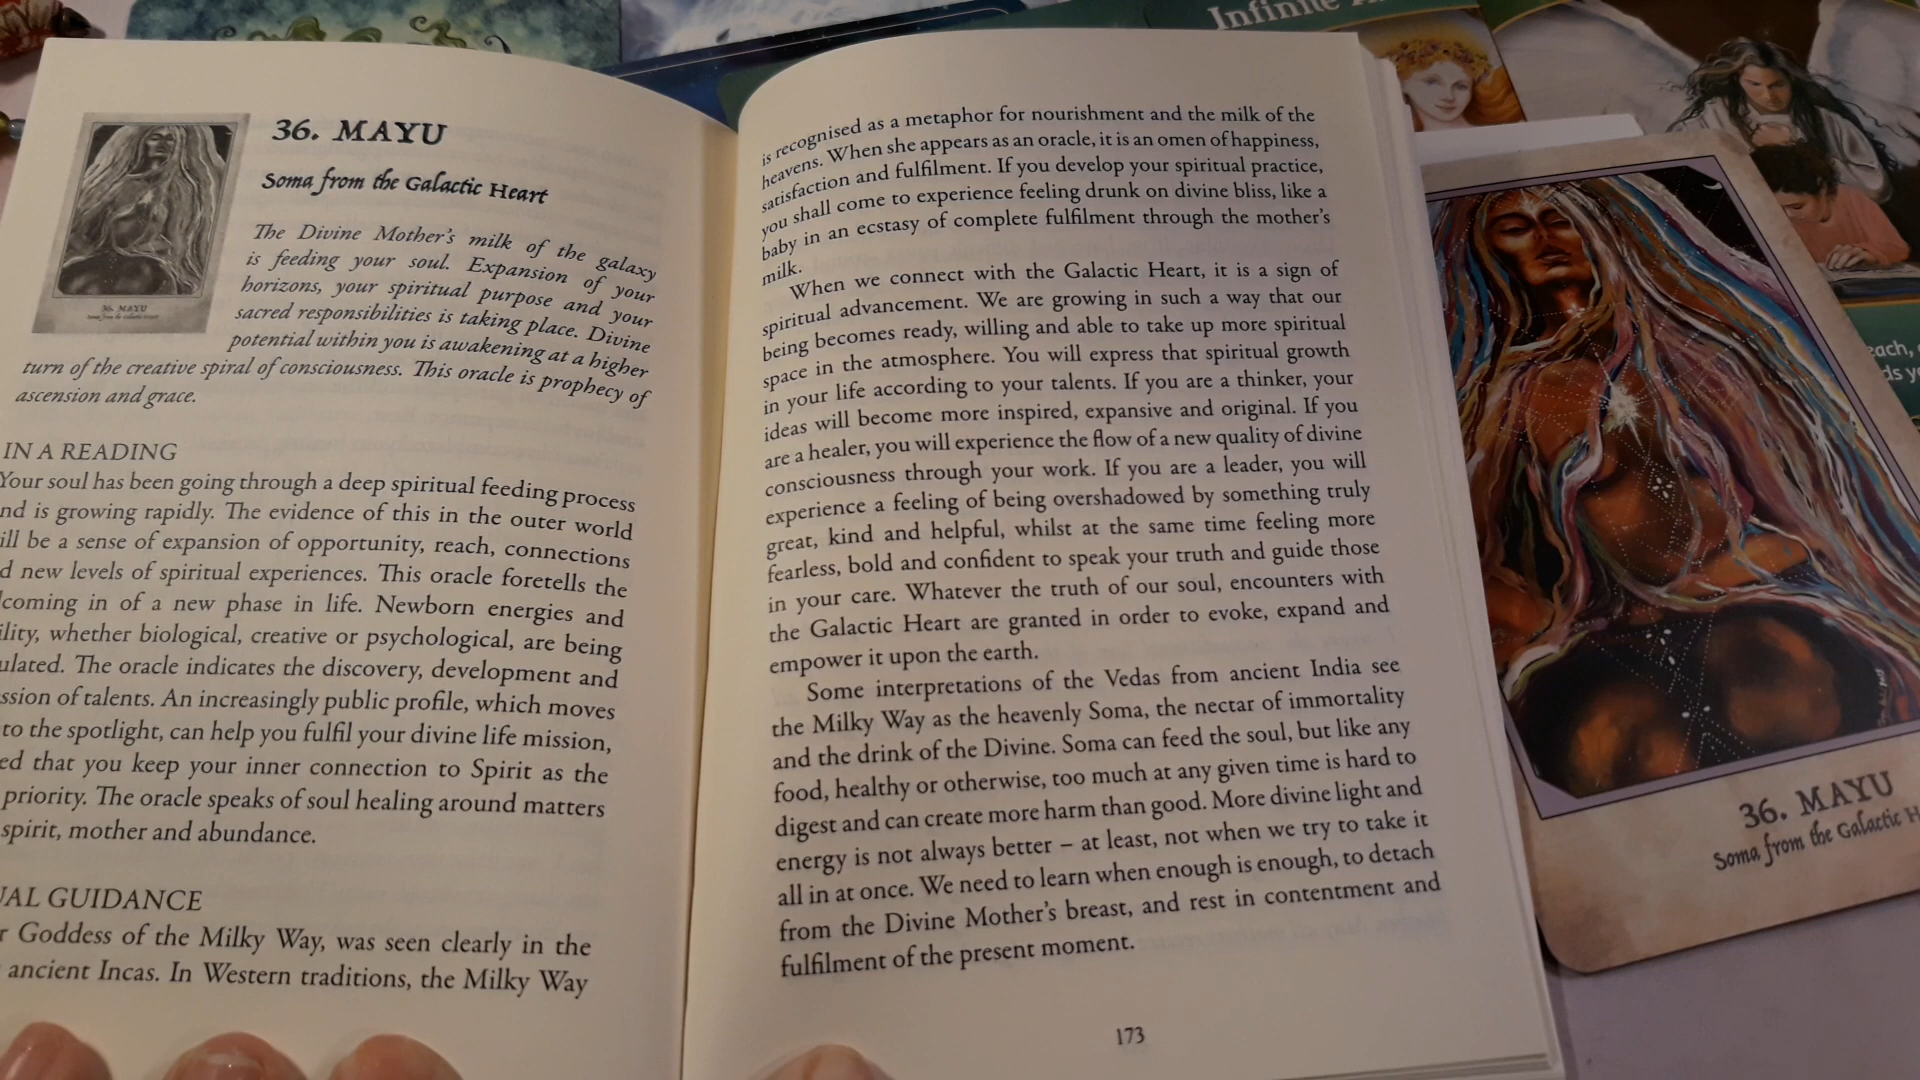 Infinite
36. MAYU
Soma from the Galactic Heart
The Divine Mother's milk of the galaxy
is feeding your soul. Expansion of your
horizons, your spiritual purpose and your
sacred responsibilities is taking place. Divine
potential within you is awakening at a higher
turn of the creative spiral of consciousness. This oracle is prophecy of
ascension and grace.
36. MAYU
Soma from the Galactic Heart
IN A READING
Your soul has been going through a deep spiritual feeding process
nd is growing rapidly. The evidence of this in the outer world
ill be a sense of expansion of opportunity, reach, connections
d new levels of spiritual experiences. This oracle foretells the
coming in of a new phase in life. Newborn energies and
ility, whether biological, creative or psychological, are being
ulated. The oracle indicates the discovery, development and
ssion of talents. An increasingly public profile, which moves
to the spotlight, can help you fulfil your divine life mission,
ed that you keep your inner connection to Spirit as the
priority. The oracle speaks of soul healing around matters
spirit, mother and abundance.
UAL GUIDANCE
r Goddess of the Milky Way, was seen clearly in the
ancient Incas. In Western traditions, the Milky Way
is recognised as a metaphor for nourishment and the milk of the
heavens. When she appears as an oracle, it is an omen of happiness,
satisfaction and fulfilment. If you develop your spiritual practice,
you shall come to experience feeling drunk on divine bliss, like a
baby in an ecstasy of complete fulfilment through the mother's
milk.
When we connect with the Galactic Heart, it is a sign of
spiritual advancement. We are growing in such a way that our
being becomes ready, willing and able to take up more spiritual
space in the atmosphere. You will express that spiritual growth
in your life according to your talents. If you are a thinker, your
ideas will become more inspired, expansive and original. If you
are a healer, you will experience the flow of a new quality of divine
consciousness through your work. If you are a leader, you will
experience a feeling of being overshadowed by something truly
great, kind and helpful, whilst at the same time feeling more
fearless, bold and confident to speak your truth and guide those
in your care. Whatever the truth of our soul, encounters with
the Galactic Heart are granted in order to evoke, expand and
empower it upon the earth.
Some interpretations of the Vedas from ancient India see
the Milky Way as the heavenly Soma, the nectar of immortality
and the drink of the Divine. Soma can feed the soul, but like any
food, healthy or otherwise, too much at any given time is hard to
digest and can create more harm than good. More divine light and
energy is not always better – at least, not when we try to take it
all in at once. We need to learn when enough is enough, to detach
from the Divine Mother's breast, and rest in contentment and
fulfilment of the present moment.
173
each,
ds
36. MAYU
Soma from the Galactic H